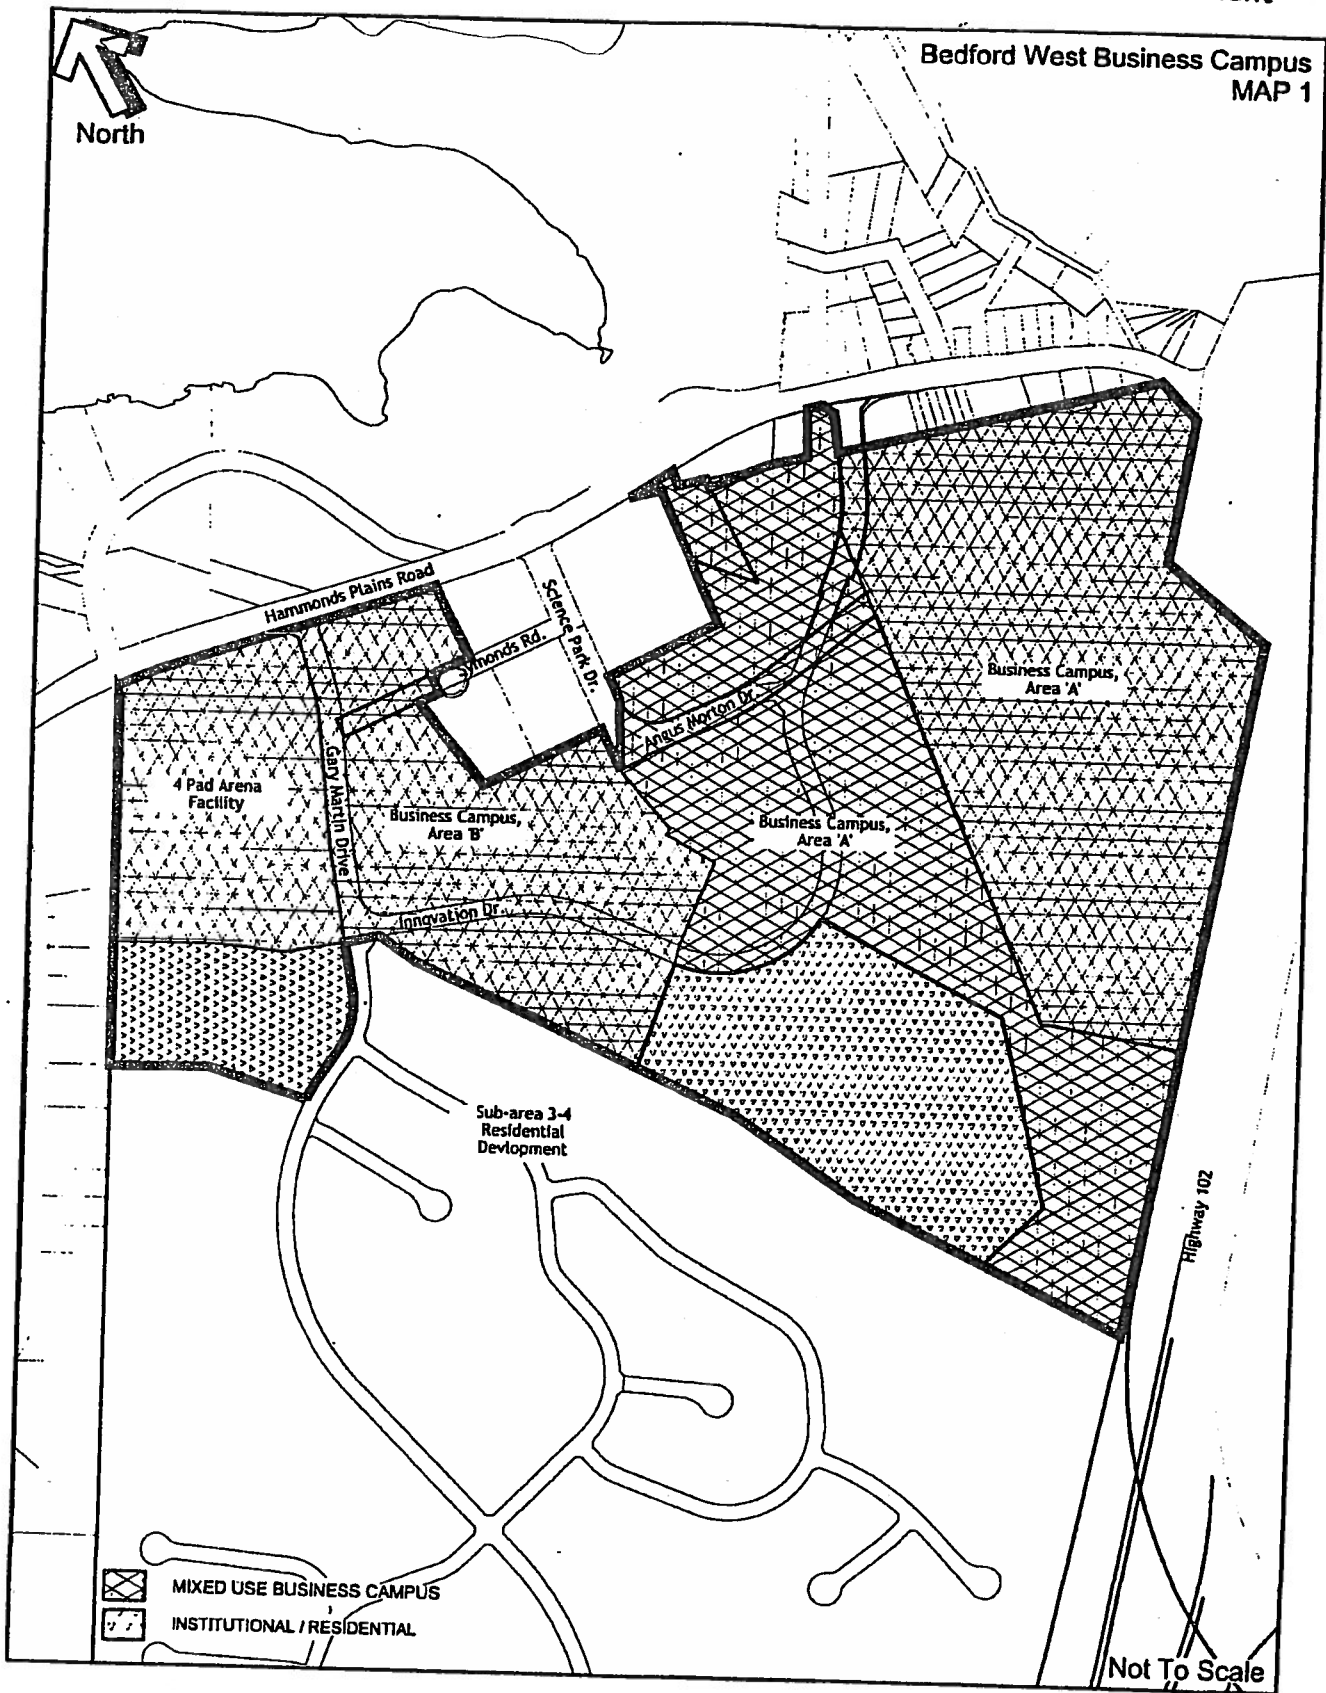 Bedford West Business Campus
MAP 1
North
Hammonds Plains Road
Science Park Dr.
ymonds Rd.
Angus Morton Dr.
Gary Martin Drive
Innovation Dr.
4 Pad Arena
Facility
Business Campus,
Area 'B'
Business Campus,
Area 'A'
Business Campus,
Area 'A'
Sub-area 3-4
Residential
Devlopment
Highway 102
MIXED USE BUSINESS CAMPUS
INSTITUTIONAL / RESIDENTIAL
Not To Scale